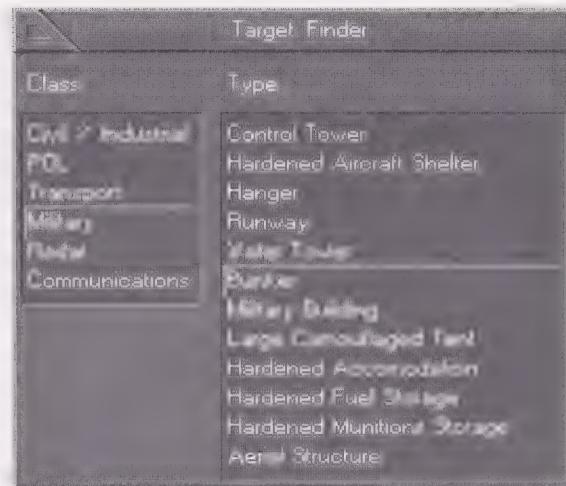 Target Finder
Class
Type
Civil / Industrial
POL
Transport
Military
Radar
Communications
Control Tower
Hardened Aircraft Shelter
Hanger
Runway
Water Tower
Bunker
Military Building
Large Camouflaged Tent
Hardened Accomodation
Hardened Fuel Storage
Hardened Munitions Storage
Aerial Structure